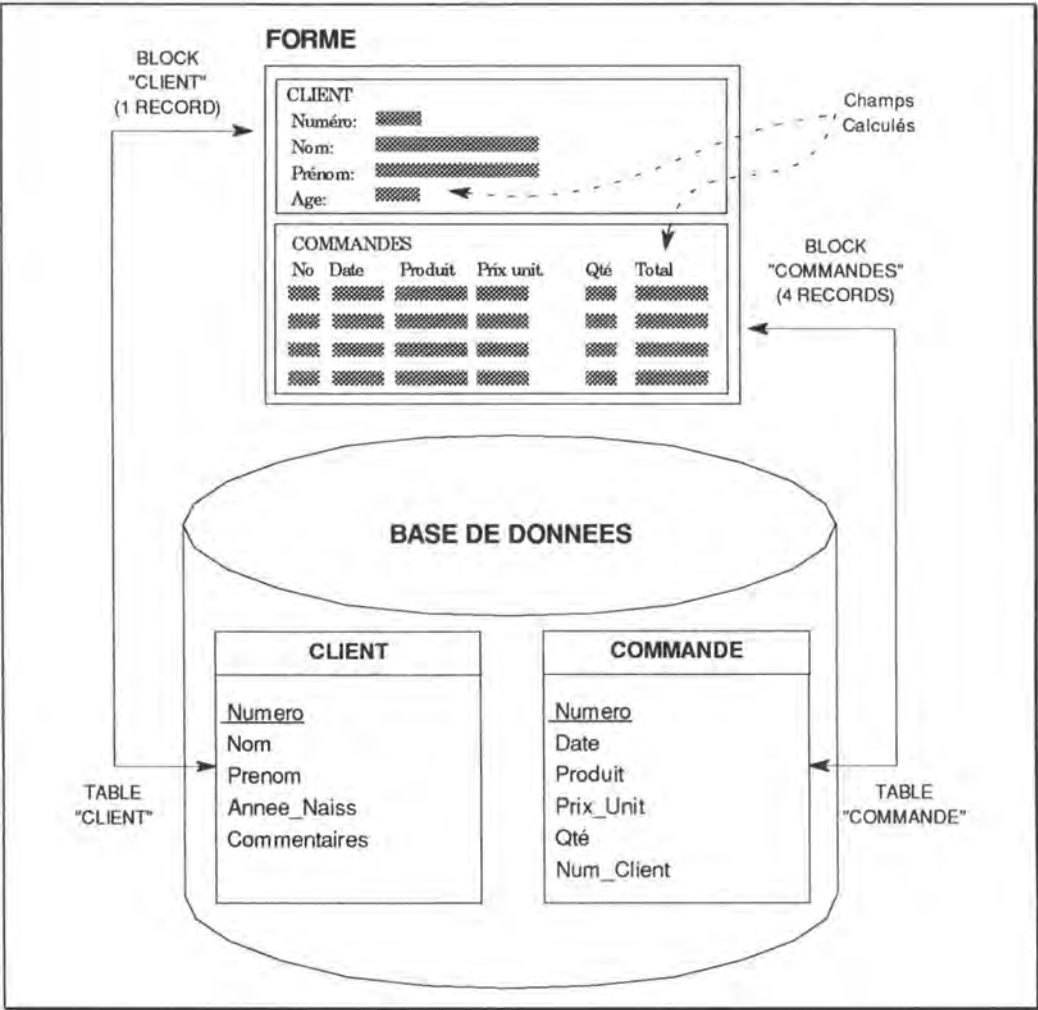 FORME
BLOCK
"CLIENT"
(1 RECORD)
CLIENT
Numéro:
Nom:
Prénom:
Age:
Champs
Calculés
COMMANDES
No Date Produit Prix unit. Qté Total
BLOCK
"COMMANDES"
(4 RECORDS)
BASE DE DONNEES
CLIENT
Numero
Nom
Prenom
Annee_Naiss
Commentaires
COMMANDE
Numero
Date
Produit
Prix_Unit
Qté
Num_Client
TABLE
"CLIENT"
TABLE
"COMMANDE"